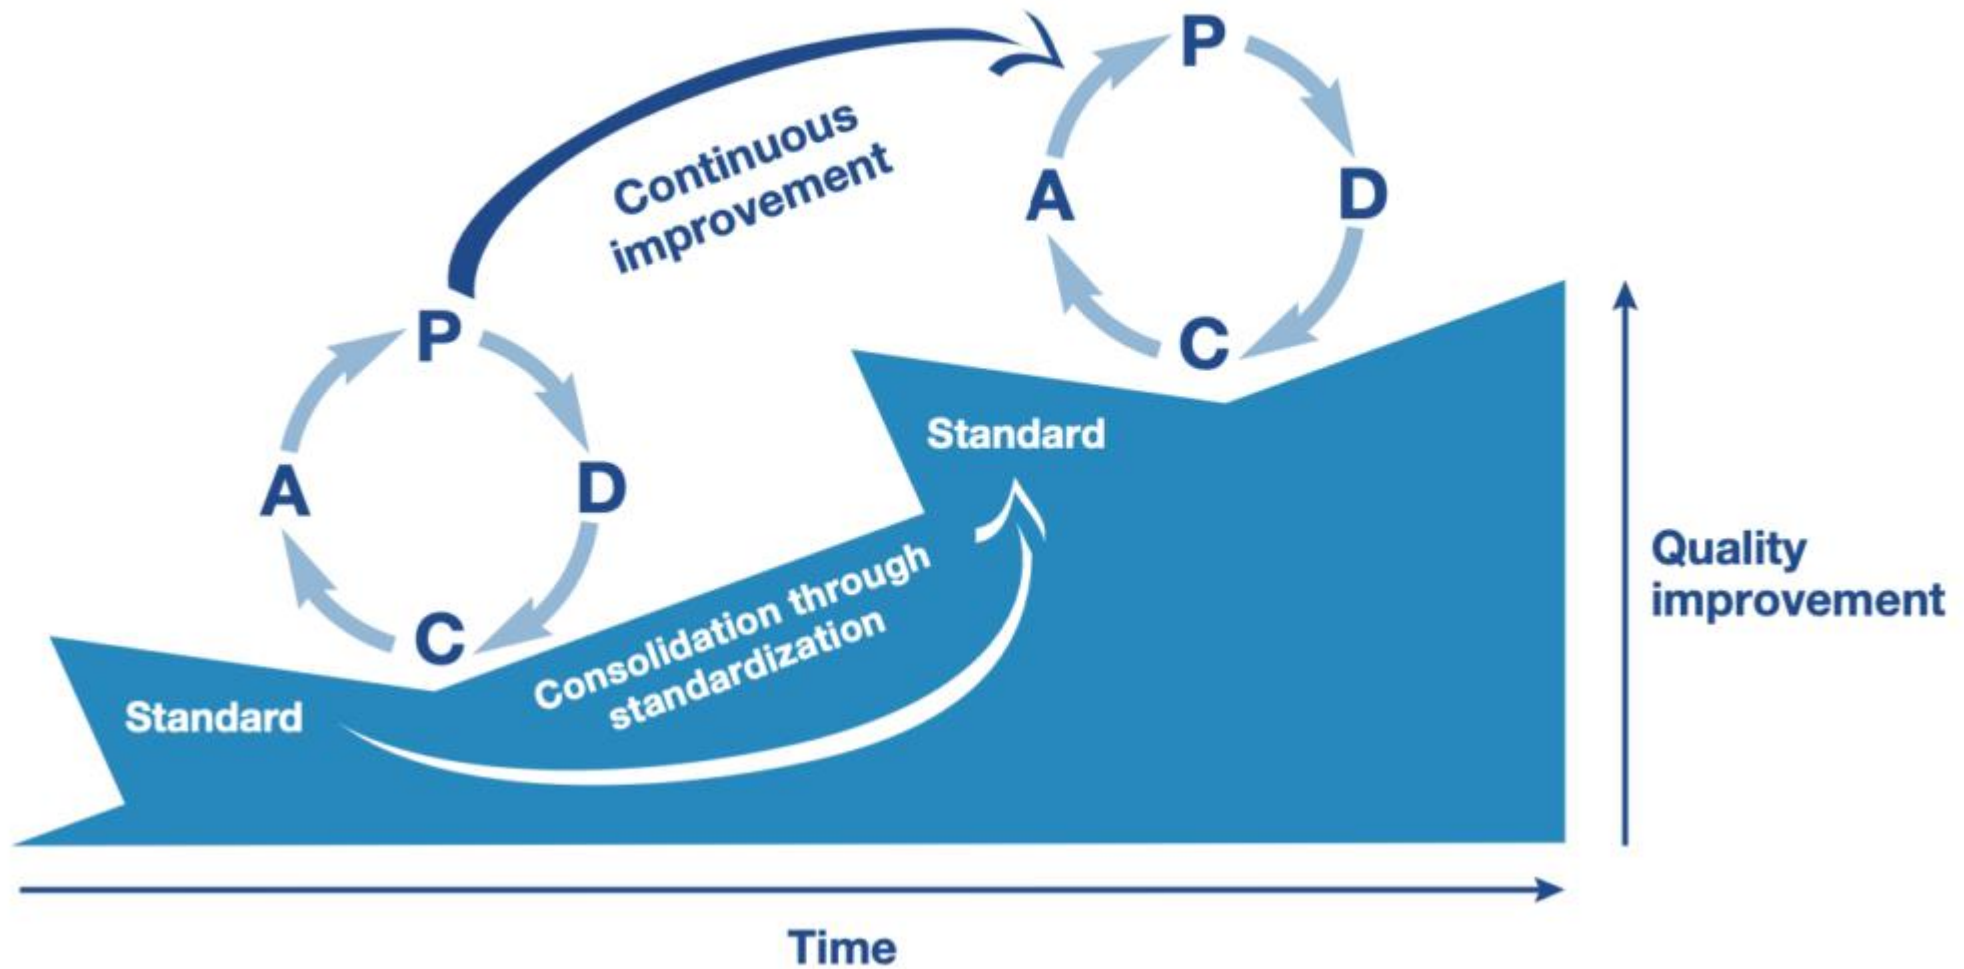 Continuous
improvement
P
D
C
A
P
D
C
A
Standard
Consolidation through
standardization
Standard
Quality
improvement
Time